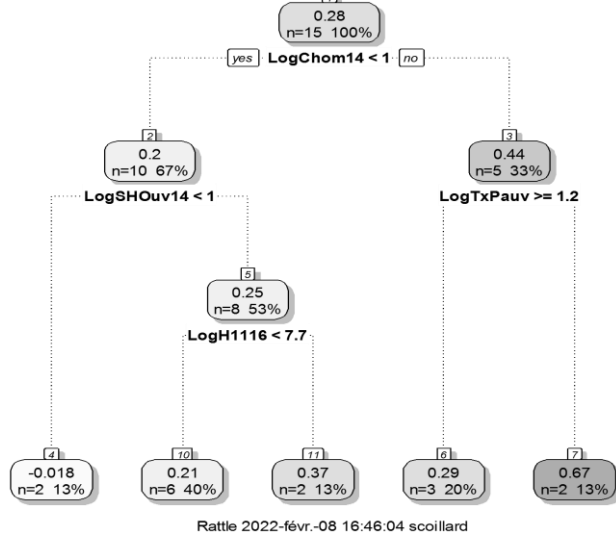 0.28
n=15 100%
yes LogChom14 < 1 no
2
0.2
n=10 67%
3
0.44
n=5 33%
LogSHOuv14 < 1
LogTxPauv >= 1.2
5
0.25
n=8 53%
LogH1116 < 7.7
4
-0.018
n=2 13%
10
0.21
n=6 40%
11
0.37
n=2 13%
6
0.29
n=3 20%
7
0.67
n=2 13%
Rattle 2022-févr.-08 16:46:04 scoillard